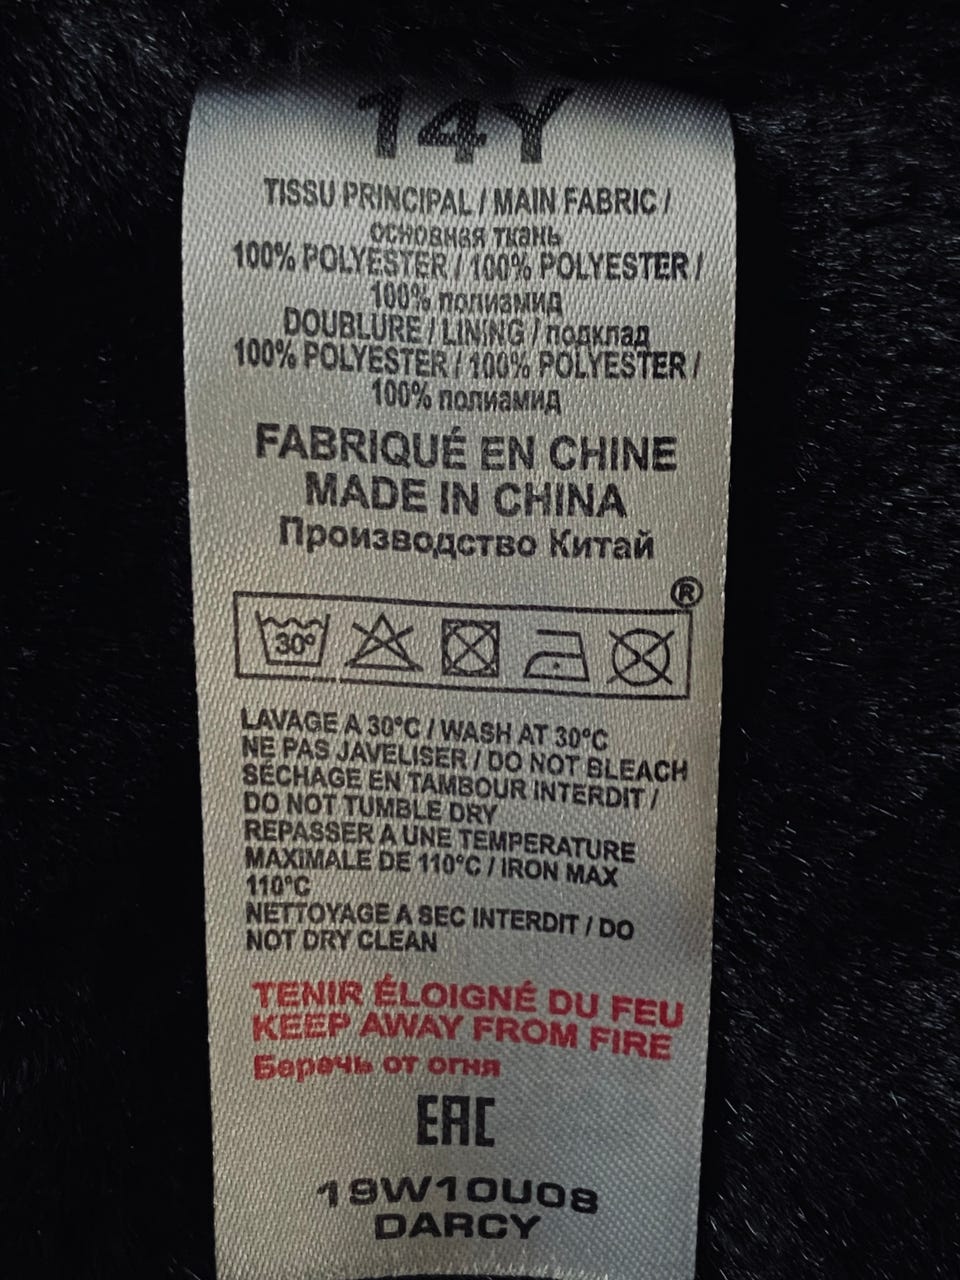 14Y
TISSU PRINCIPAL / MAIN FABRIC /
основная ткань
100% POLYESTER / 100% POLYESTER /
100% полиамид
DOUBLURE / LINING / подклад
100% POLYESTER / 100% POLYESTER /
100% полиамид
FABRIQUÉ EN CHINE
MADE IN CHINA
Производство Китай
®
30°
LAVAGE A 30°C / WASH AT 30°C
NE PAS JAVELISER / DO NOT BLEACH
SÉCHAGE EN TAMBOUR INTERDIT /
DO NOT TUMBLE DRY
REPASSER A UNE TEMPERATURE
MAXIMALE DE 110°C / IRON MAX
110°C
NETTOYAGE A SEC INTERDIT / DO
NOT DRY CLEAN
TENIR ÉLOIGNÉ DU FEU
KEEP AWAY FROM FIRE
Беречь от огня
EAC
19W10U08
DARCY